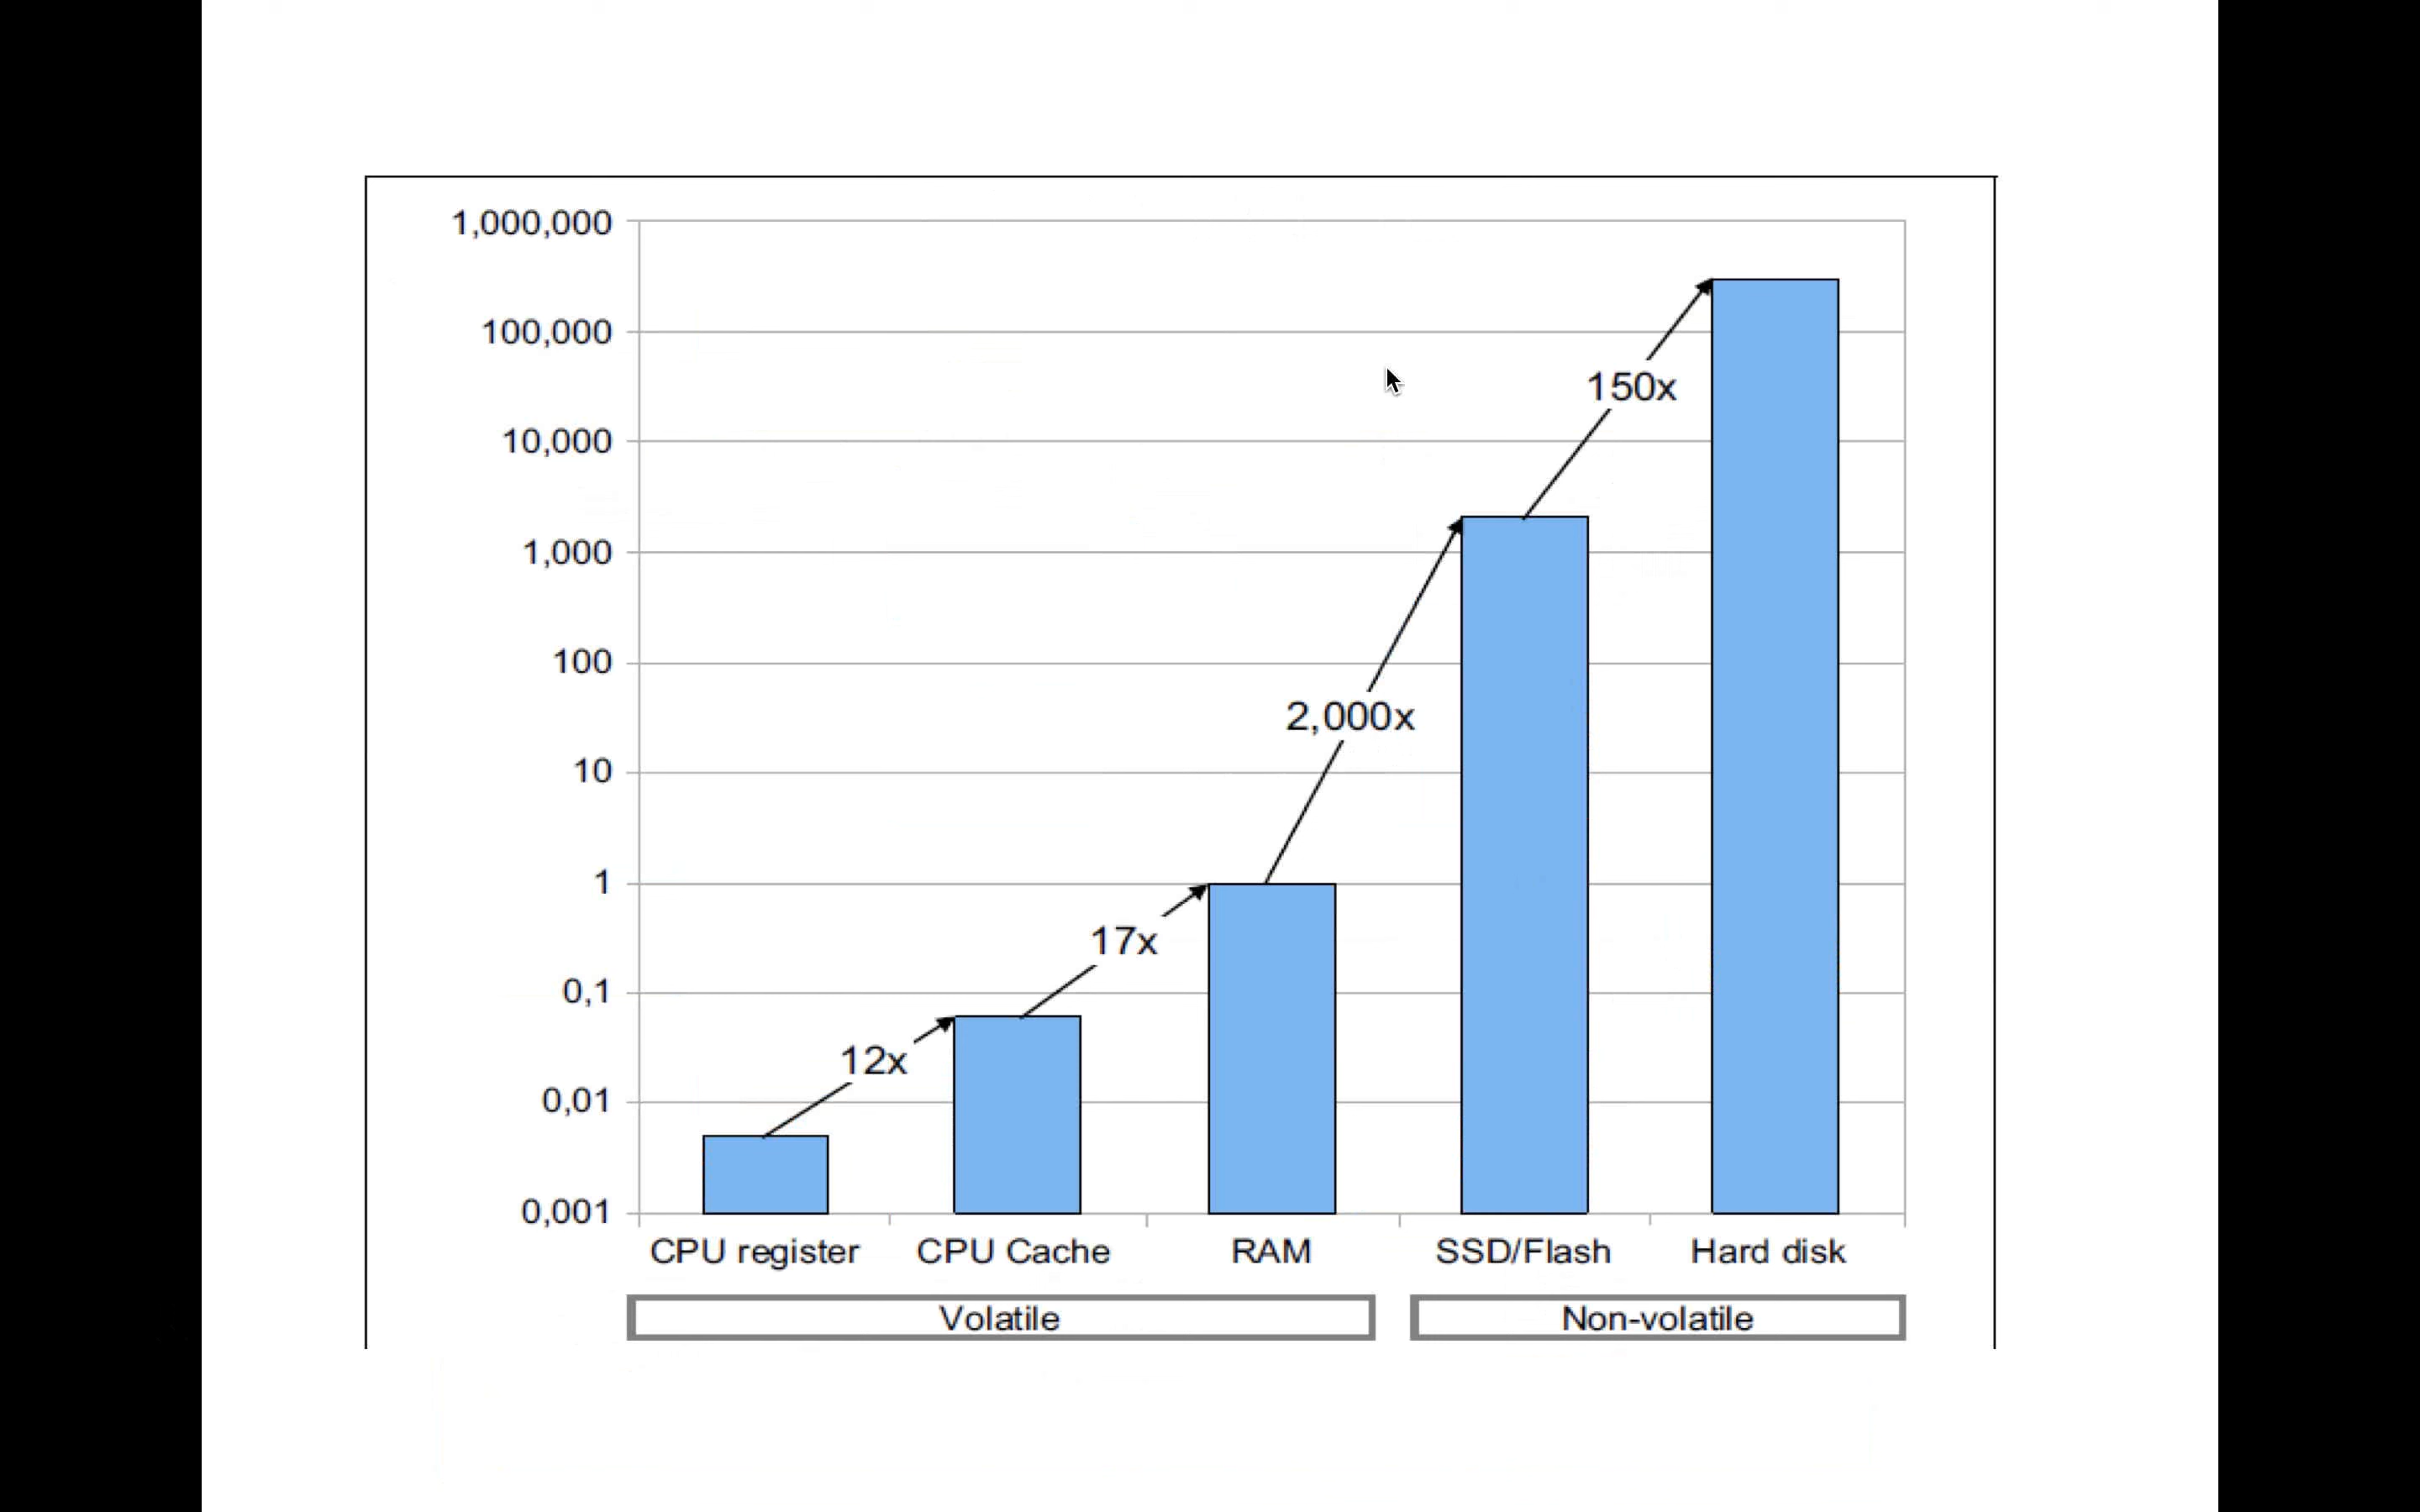 1,000,000
100,000
150x
10,000
1,000
100
2,000x
10
1
17x
0,1
12x
0,01
0,001
CPU register CPU Cache RAM SSD/Flash Hard disk
Volatile Non-volatile